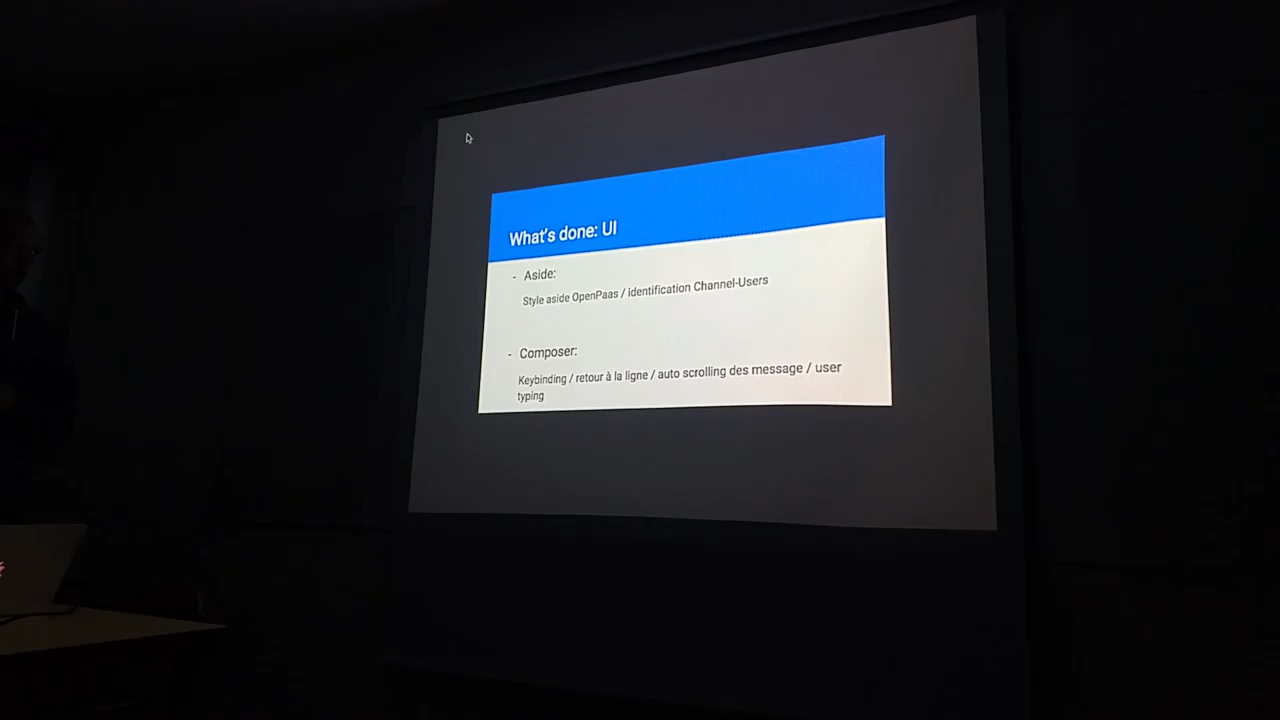 What's done: UI
- Aside:
Style aside OpenPaas / identification Channel-Users
- Composer:
Keybinding / retour à la ligne / auto scrolling des message / user
typing